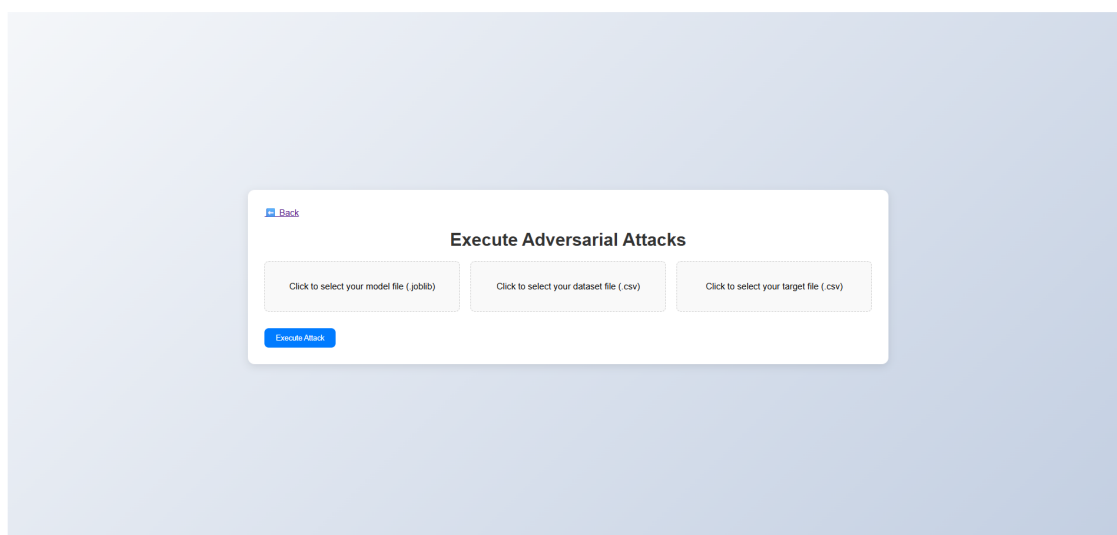 Back
Execute Adversarial Attacks
Click to select your model file (.joblib)
Click to select your dataset file (.csv)
Click to select your target file (.csv)
Execute Attack